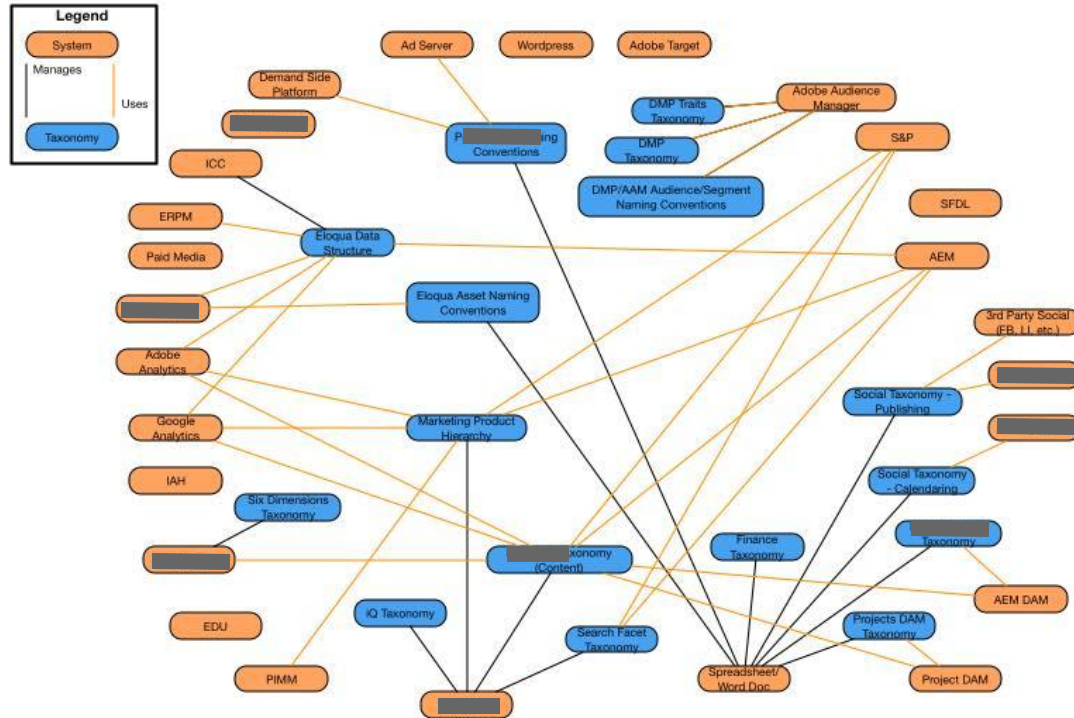 Legend
System
Manages
Uses
Taxonomy
Ad Server
Wordpress
Adobe Target
Demand Side
Platform
DMP Traits
Taxonomy
Adobe Audience
Manager
P
ing
Conventions
DMP
Taxonomy
S&P
ICC
DMP/AAM Audience/Segment
Naming Conventions
SFDL
ERPM
Eloqua Data
Structure
Paid Media
AEM
Eloqua Asset Naming
Conventions
3rd Party Social
(FB, LI, etc.)
Adobe
Analytics
Social Taxonomy -
Publishing
Google
Analytics
Marketing Product
Hierarchy
IAH
Social Taxonomy
- Calendaring
Six Dimensions
Taxonomy
Finance
Taxonomy
Taxonomy
xonomy
(Content)
AEM DAM
iQ Taxonomy
EDU
Search Facet
Taxonomy
Projects DAM
Taxonomy
PIMM
Spreadsheet/
Word Doc
Project DAM